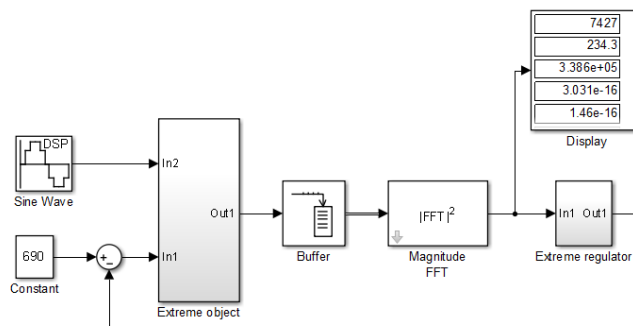 7427
234.3
3.386e+05
3.031e-16
1.46e-16
Display
DSP
Sine Wave
In2
Out1
In1
Extreme object
690
Constant
+
−
Buffer
|FFT|²
Magnitude
FFT
In1 Out1
Extreme regulator